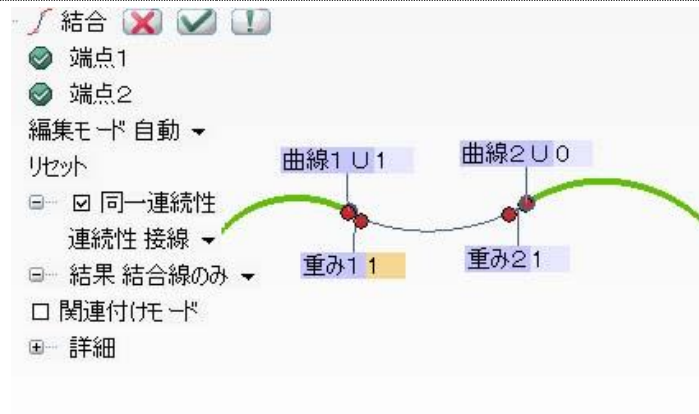 結合
端点1
端点2
編集モード 自動
リセット
同一連続性
連続性 接線
結果 結合線のみ
関連付けモード
詳細
曲線1 U 1
曲線2 U 0
重み1 1
重み2 1